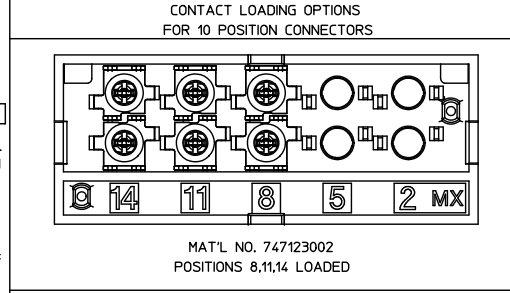 CONTACT LOADING OPTIONS
FOR 10 POSITION CONNECTORS
14 11 8 5 2 MX
MAT'L NO. 747123002
POSITIONS 8,11,14 LOADED